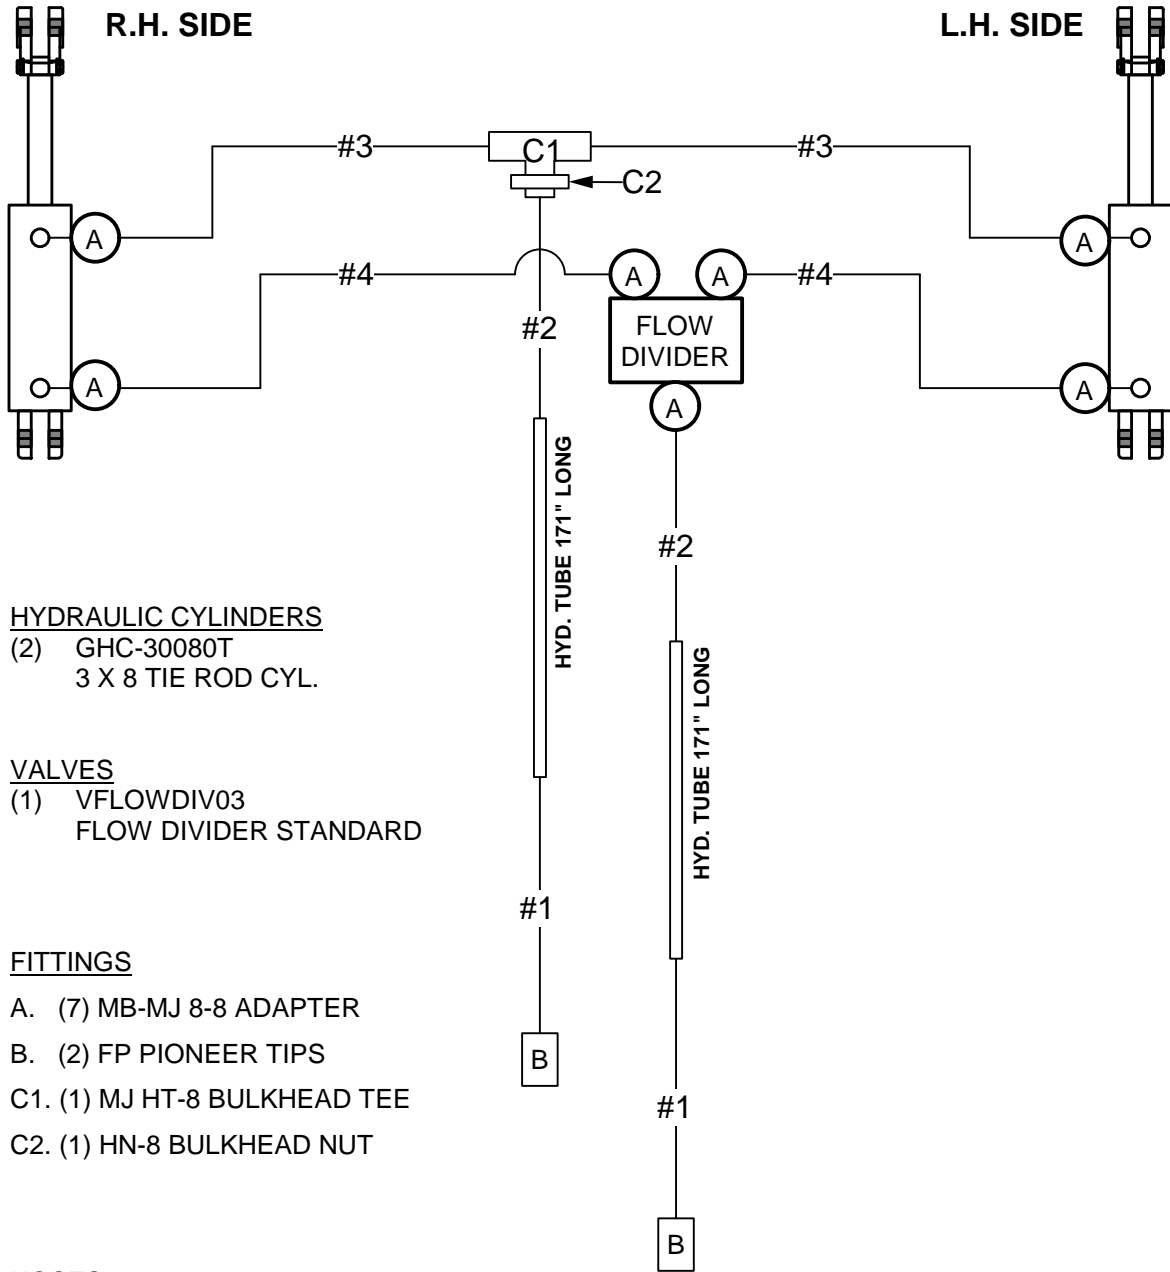 R.H. SIDE
L.H. SIDE
#3
C1
#3
C2
A
A
#4
A
A
#4
#2
FLOW
DIVIDER
A
A
A
HYD. TUBE 171" LONG
#2
HYD. TUBE 171" LONG
HYDRAULIC CYLINDERS
(2) GHC-30080T
3 X 8 TIE ROD CYL.
VALVES
(1) VFLOWDIV03
FLOW DIVIDER STANDARD
#1
FITTINGS
A. (7) MB-MJ 8-8 ADAPTER
B. (2) FP PIONEER TIPS
C1. (1) MJ HT-8 BULKHEAD TEE
C2. (1) HN-8 BULKHEAD NUT
B
#1
B